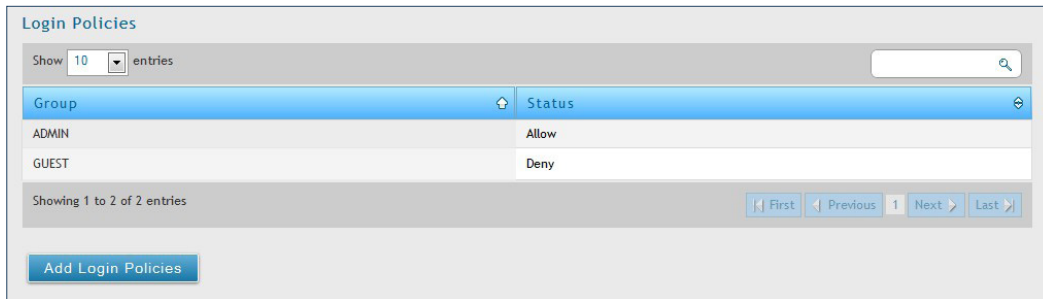 Login Policies
Show 10 entries
Group Status
ADMIN Allow
GUEST Deny
Showing 1 to 2 of 2 entries First Previous 1 Next Last
Add Login Policies